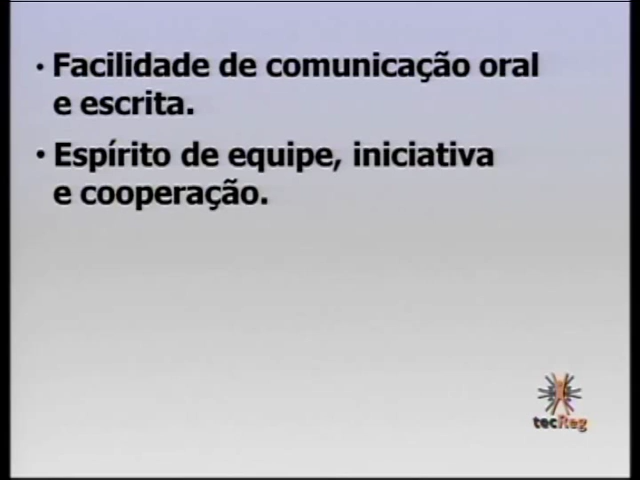 • Facilidade de comunicação oral
e escrita.
• Espírito de equipe, iniciativa
e cooperação.
tecReg